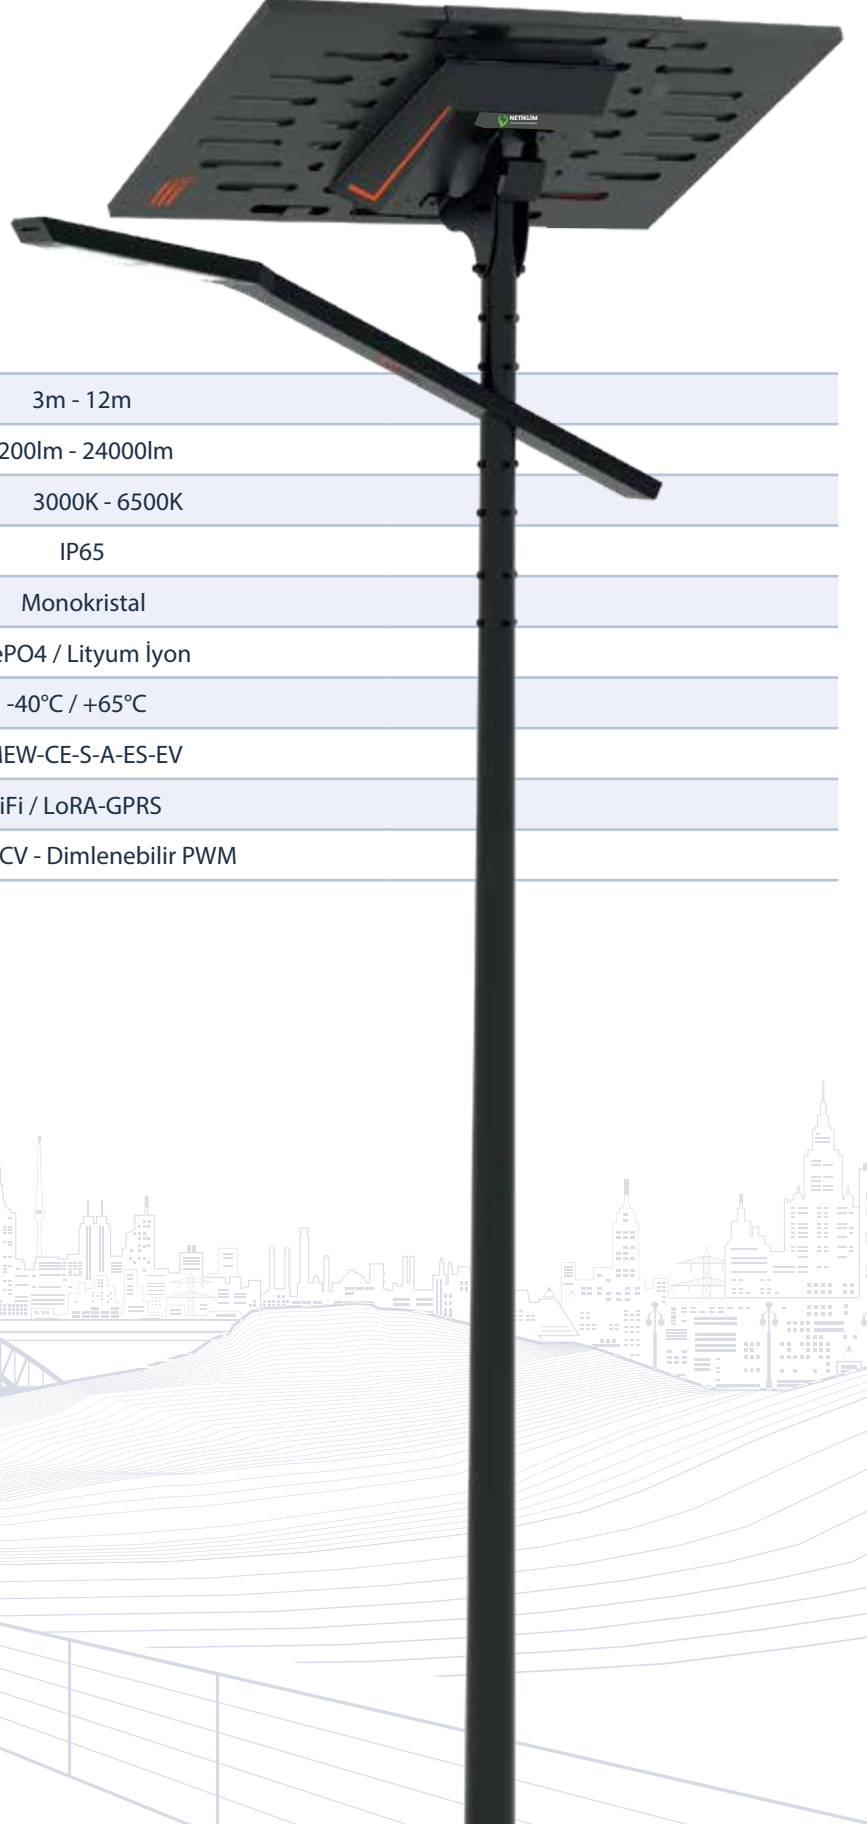 NETİKLİM
3m - 12m
200lm - 24000lm
3000K - 6500K
IP65
Monokristal
ePO4 / Lityum İyon
-40°C / +65°C
EW-CE-S-A-ES-EV
iFi / LoRA-GPRS
CV - Dimlenebilir PWM